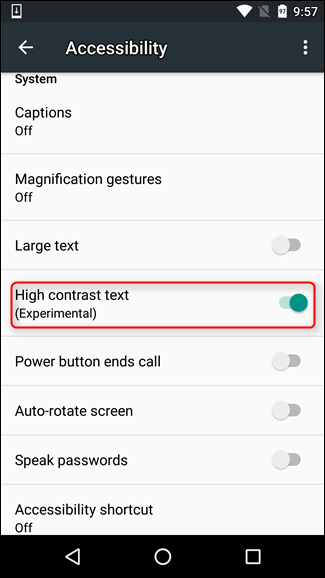 97 9:57
Accessibility
System
Captions
Off
Magnification gestures
Off
Large text
High contrast text
(Experimental)
Power button ends call
Auto-rotate screen
Speak passwords
Accessibility shortcut
Off